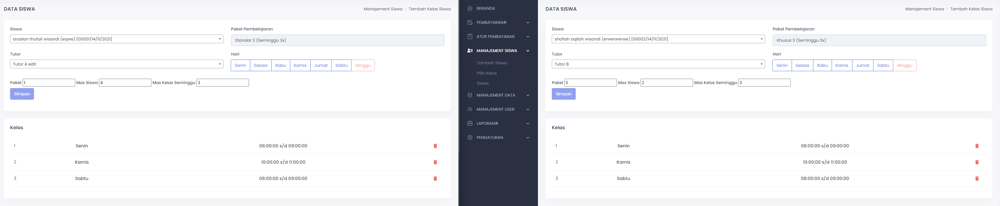 DATA SISWA
Manajement Siswa / Tambah Kelas Siswa
Siswa
arsalan thufail wisandi (eqwe) [00001/14/11/2021]
Paket Pembelajaran
Standar 3 (Seminggu 3x)
Tutor
Tutor A edit
Hari
Senin Selasa Rabu Kamis Jumat Sabtu Minggu
Paket 1 Max Siswa 4 Max Kelas Seminggu 3
Simpan
Kelas
1 Senin 08:00:00 s/d 09:00:00
2 Kamis 10:00:00 s/d 11:00:00
3 Sabtu 08:00:00 s/d 09:00:00
BERANDA
PEMBAYARAN#
ATUR PEMBAYARAN
MANAJEMENT SISWA
Tambah Siswa
Pilih Kelas
Siswa
MANAJEMENT DATA
MANAJEMENT USER
LAPORAN#
PENGATURAN
DATA SISWA
Manajement Siswa / Tambah Kelas Siswa
Siswa
shofiah aqilah wisandi (erwerwerwe) [00002/14/11/2021]
Paket Pembelajaran
Khusus 3 (Seminggu 3x)
Tutor
Tutor B
Hari
Senin Selasa Rabu Kamis Jumat Sabtu Minggu
Paket 5 Max Siswa 2 Max Kelas Seminggu 3
Simpan
Kelas
1 Senin 08:00:00 s/d 09:00:00
2 Kamis 10:00:00 s/d 11:00:00
3 Sabtu 08:00:00 s/d 09:00:00